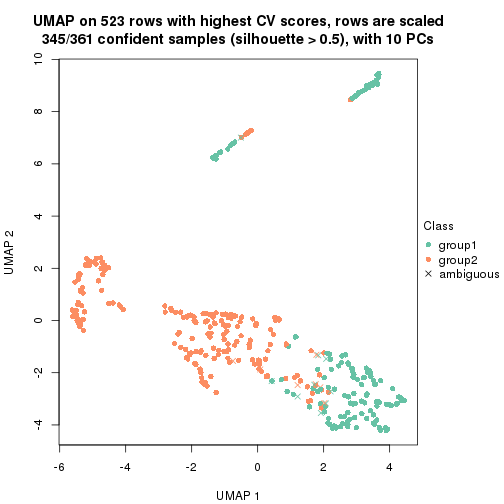 UMAP on 523 rows with highest CV scores, rows are scaled
345/361 confident samples (silhouette > 0.5), with 10 PCs
10
8
6
4
2
0
-2
-4
UMAP 2
-6
-4
-2
0
2
4
UMAP 1
Class
group1
group2
ambiguous